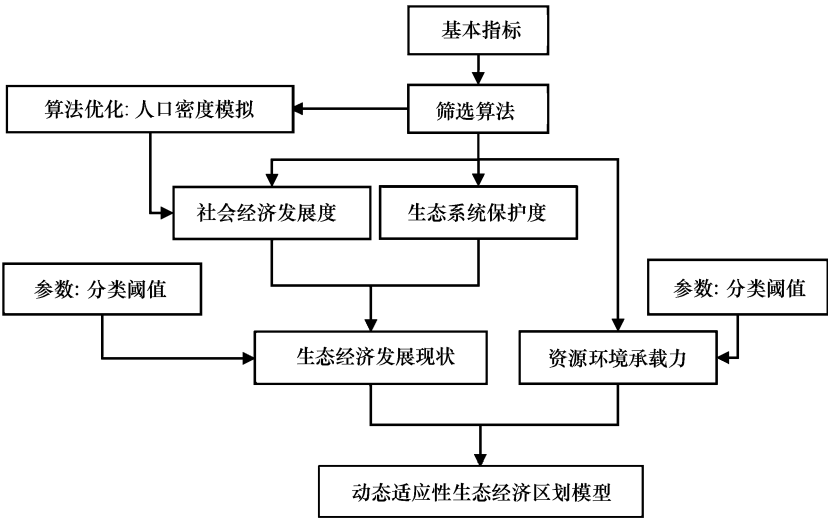 基本指标
算法优化: 人口密度模拟
筛选算法
社会经济发展度
生态系统保护度
参数: 分类阈值
参数: 分类阈值
生态经济发展现状
资源环境承载力
动态适应性生态经济区划模型